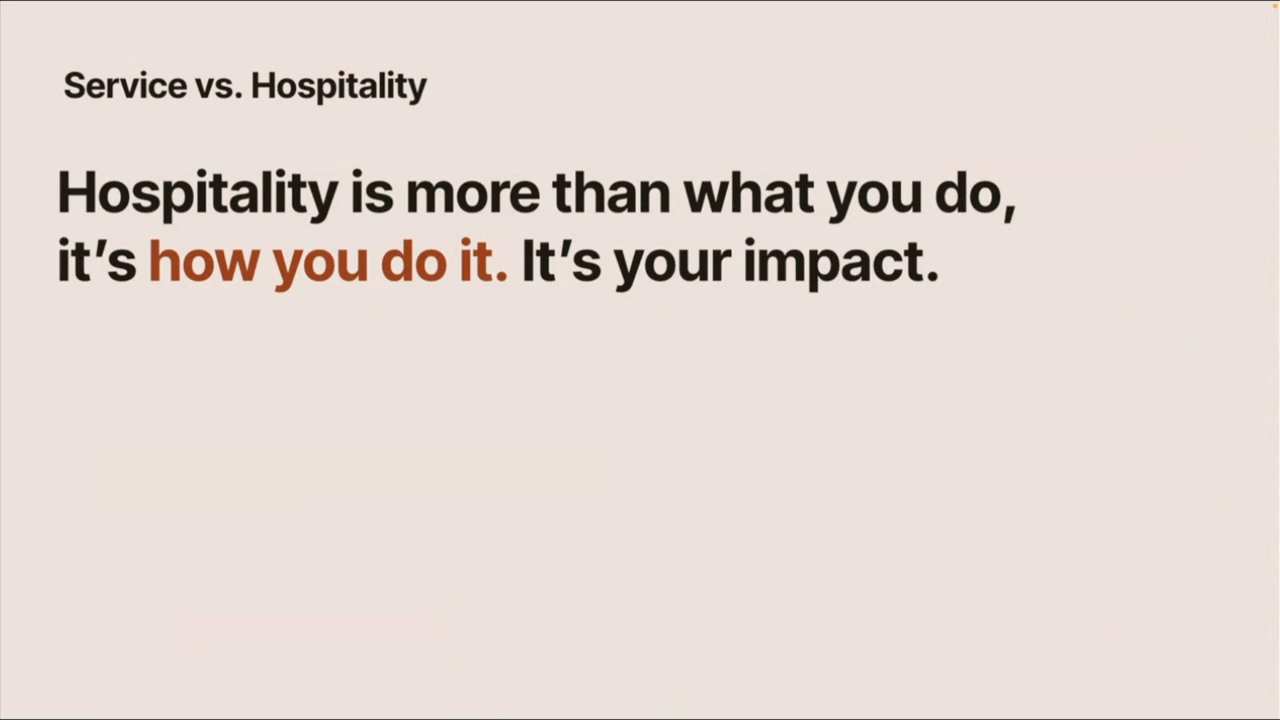 Service vs. Hospitality
Hospitality is more than what you do,
it’s how you do it. It’s your impact.